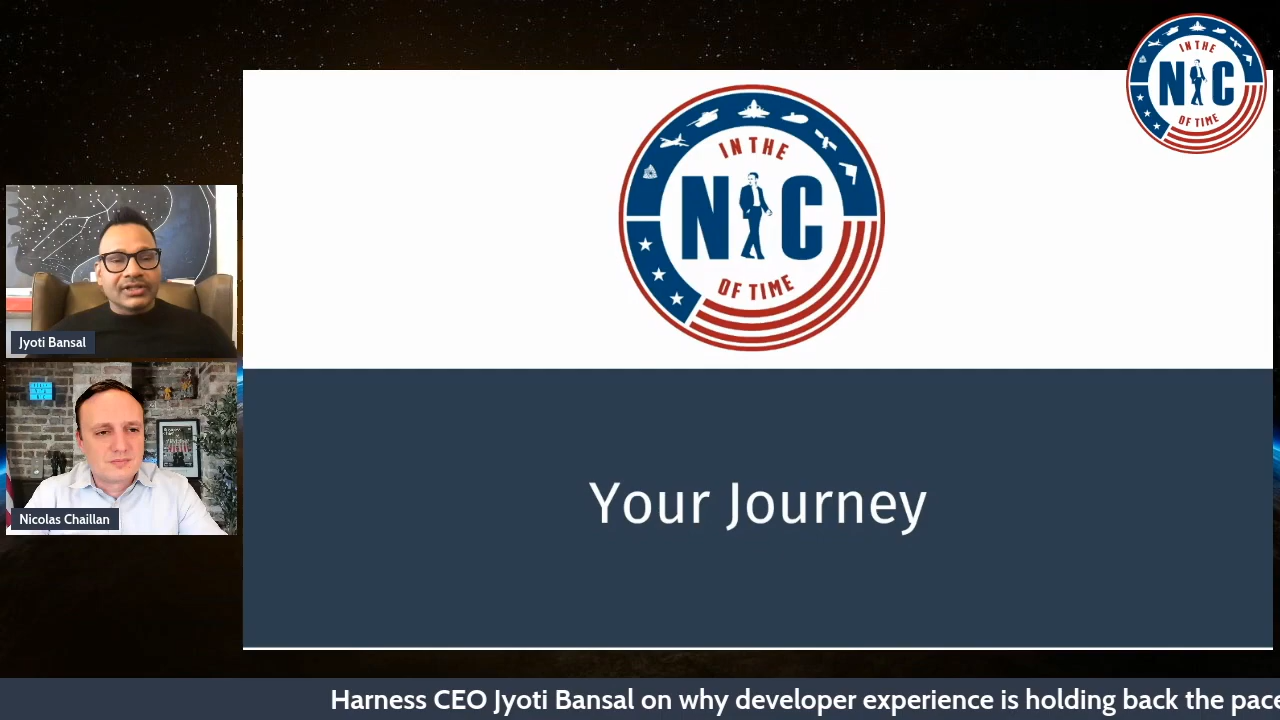 IN THE
NIC
OF TIME
IN THE
NIC
OF TIME
Jyoti Bansal
Nicolas Chaillan
Your Journey
Harness CEO Jyoti Bansal on why developer experience is holding back the pace